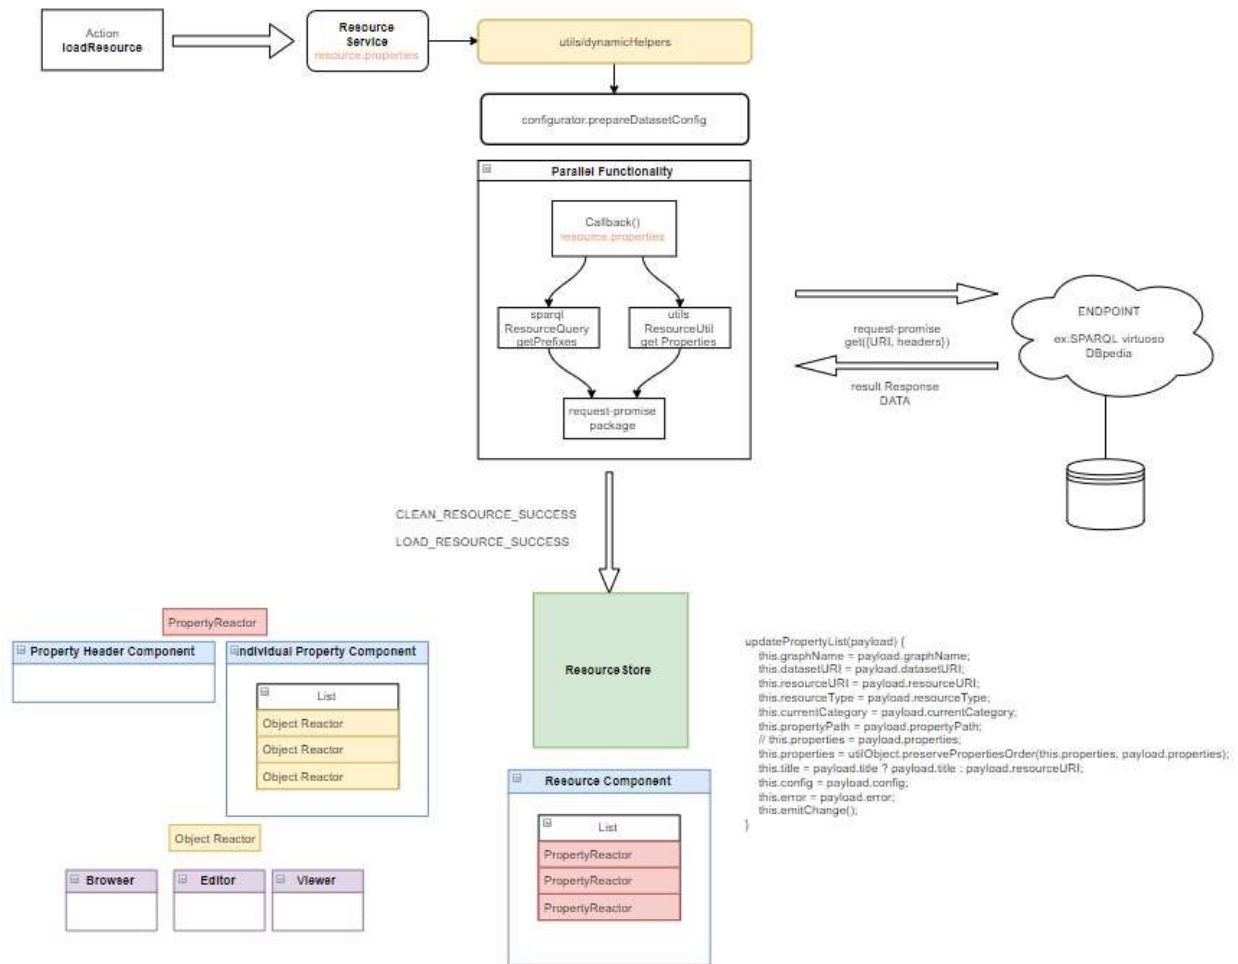 Action
loadResource
Resource
Service
resource.properties
utils/dynamicHelpers
configurator.prepareDatasetConfig
Parallel Functionality
Callback()
resource.properties
sparql
ResourceQuery
getPrefixes
utils
ResourceUtil
get Properties
request-promise
package
request-promise
get({URI, headers})
result Response
DATA
ENDPOINT
ex.SPARQL virtuoso
DBpedia
CLEAN_RESOURCE_SUCCESS
LOAD_RESOURCE_SUCCESS
ResourceStore
PropertyReactor
Property Header Component
Individual Property Component
List
Object Reactor
Object Reactor
Object Reactor
Object Reactor
Browser
Editor
Viewer
Resource Component
List
PropertyReactor
PropertyReactor
PropertyReactor
updatePropertyList(payload) {
this.graphName = payload.graphName;
this.datasetURI = payload.datasetURI;
this.resourceURI = payload.resourceURI;
this.resourceType = payload.resourceType;
this.currentCategory = payload.currentCategory;
this.propertyPath = payload.propertyPath;
// this.properties = payload.properties;
this.properties = utilObject.preservePropertiesOrder(this.properties, payload.properties);
this.title = payload.title ? payload.title : payload.resourceURI;
this.config = payload.config;
this.error = payload.error;
this.emitChange();
}